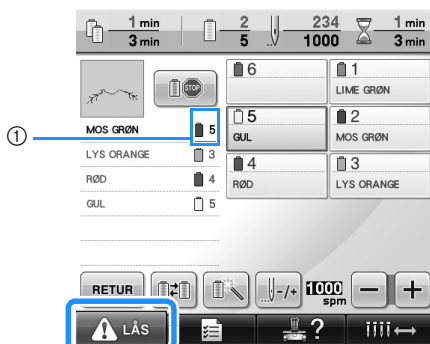 1 min
3 min
2
5
234
1000
1 min
3 min
STOP
6
1
LIME GRØN
MOS GRØN 5
5
GUL
2
MOS GRØN
LYS ORANGE 3
RØD 4
4
RØD
3
LYS ORANGE
GUL 5
RETUR
-/+
1000
spm
− +
LÅS
?
1